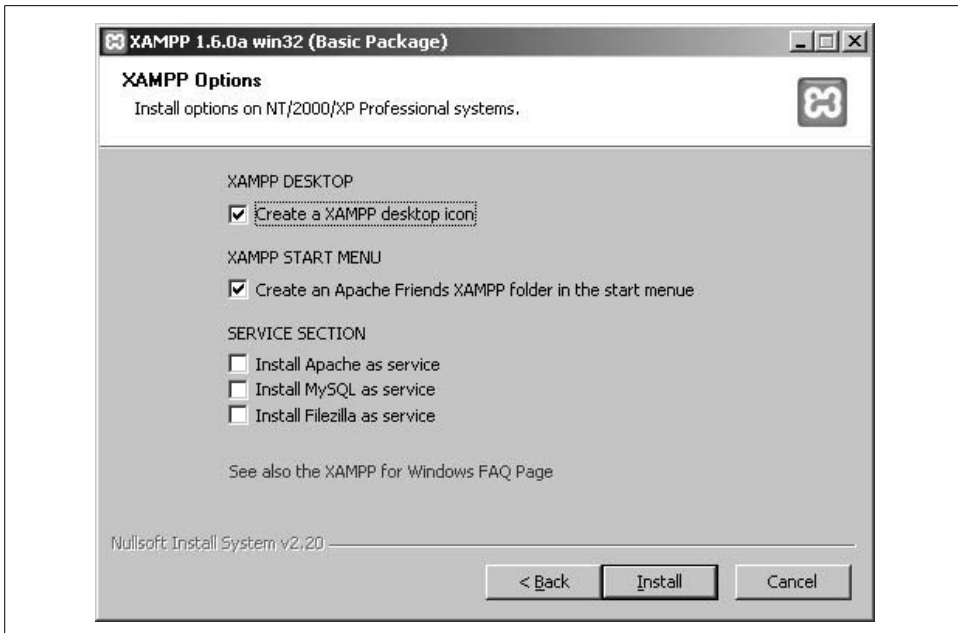 XAMPP 1.6.0a win32 (Basic Package)
XAMPP Options
Install options on NT/2000/XP Professional systems.
XAMPP DESKTOP
Create a XAMPP desktop icon
XAMPP START MENU
Create an Apache Friends XAMPP folder in the start menue
SERVICE SECTION
Install Apache as service
Install MySQL as service
Install Filezilla as service
See also the XAMPP for Windows FAQ Page
Nullsoft Install System v2.20
< Back
Install
Cancel